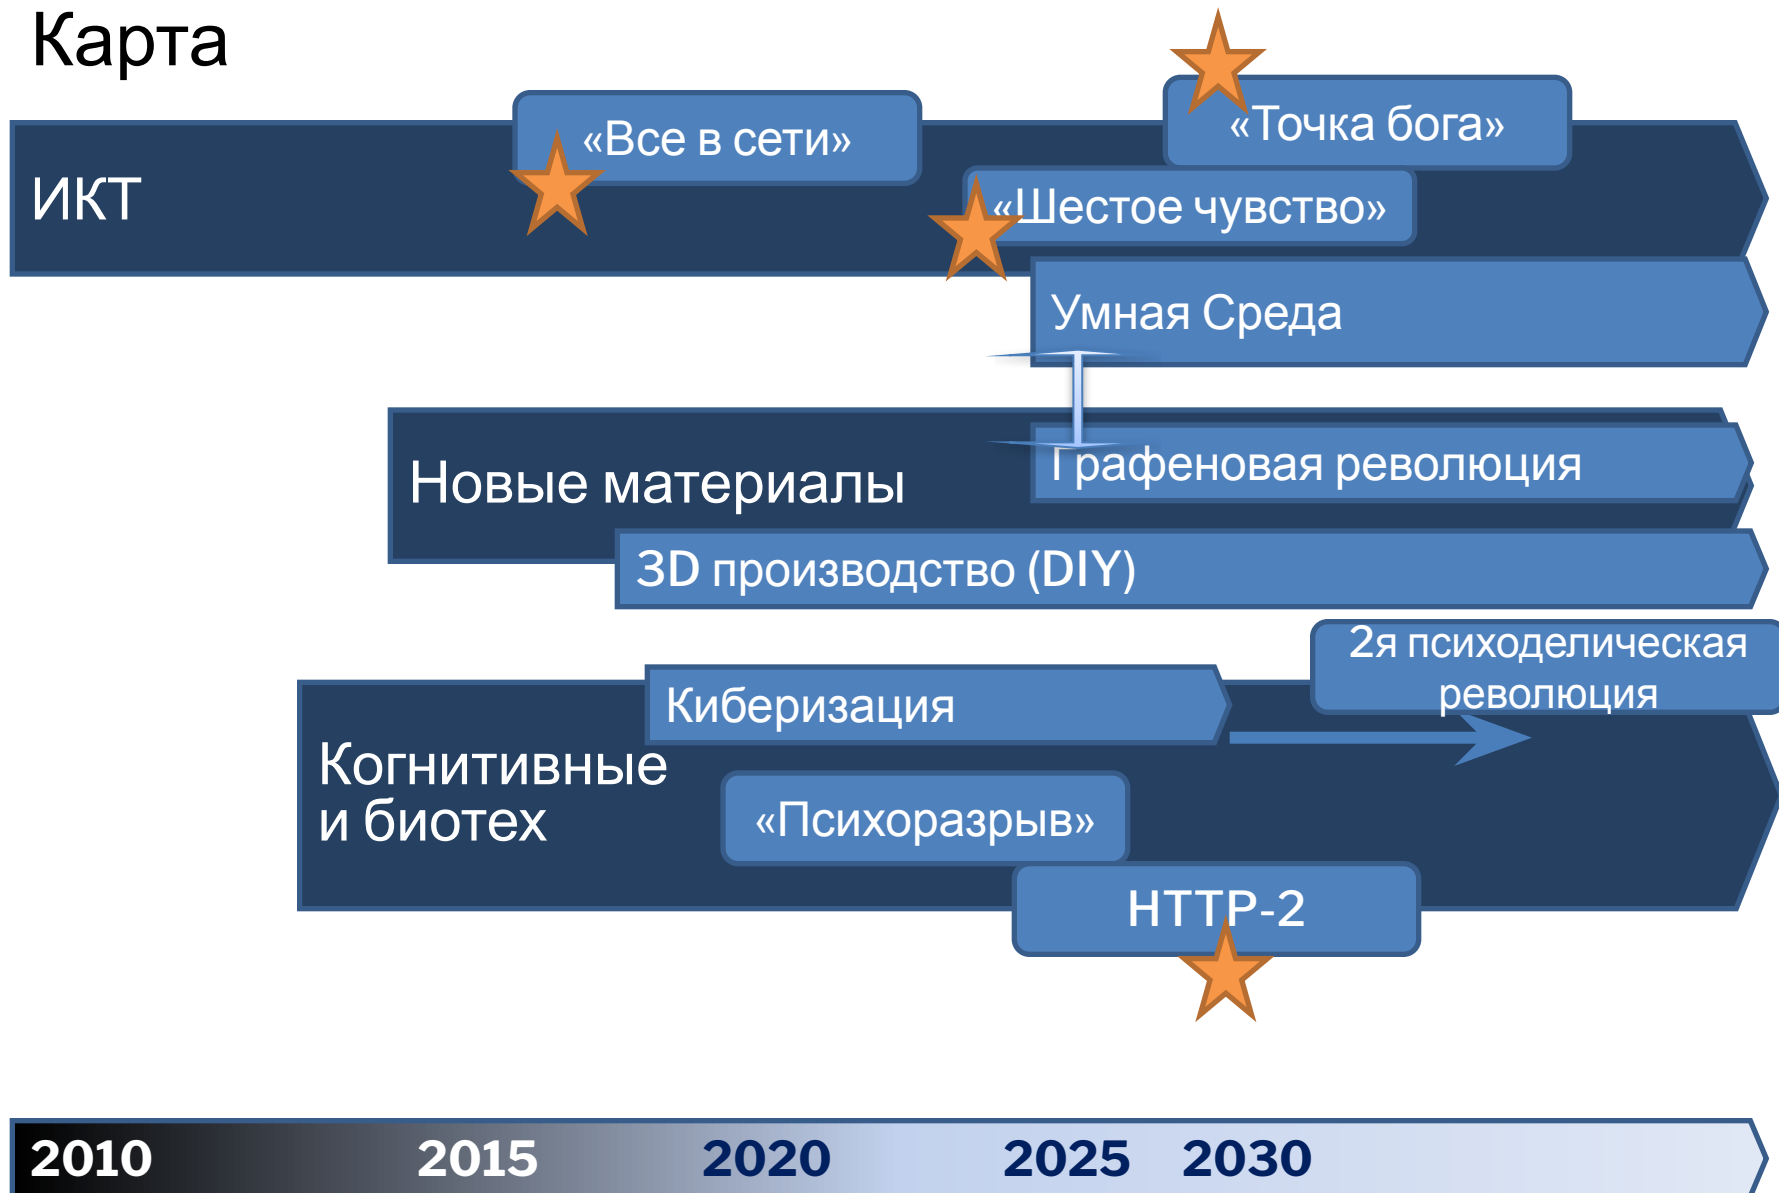 Карта
«Все в сети»
«Точка бога»
ИКТ
«Шестое чувство»
Умная Среда
Новые материалы
Графеновая революция
3D производство (DIY)
2я психоделическая
революция
Киберизация
Когнитивные
и биотех
«Психоразрыв»
HTTP-2
2010 2015 2020 2025 2030